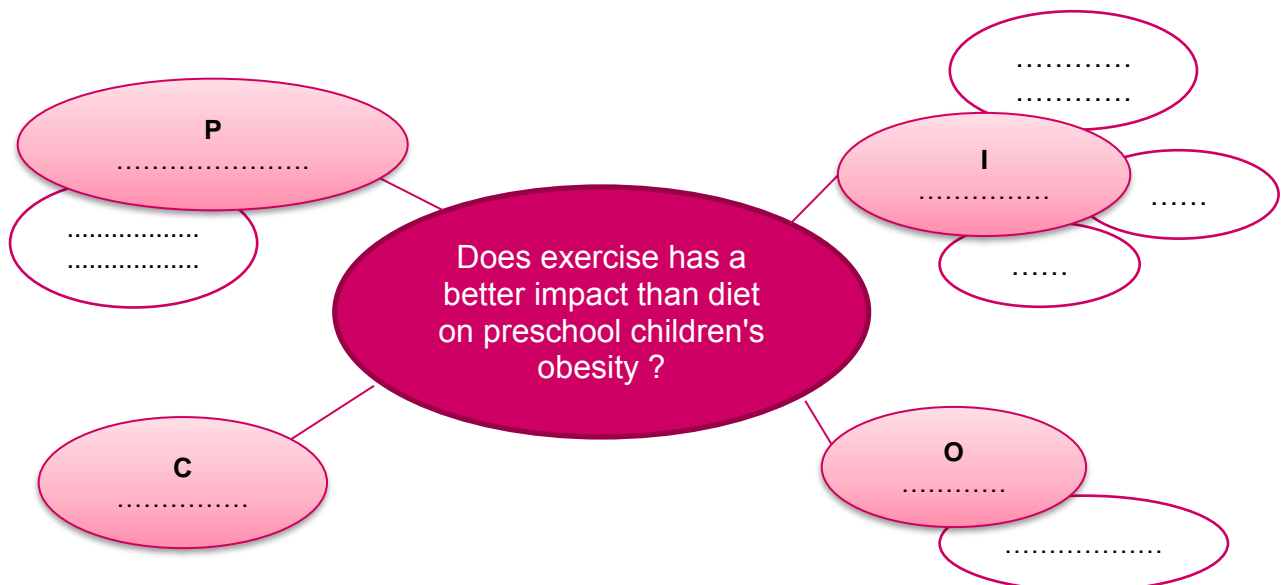 ............
............
P
......................
I
...............
......
.................
.................
......
Does exercise has a
better impact than diet
on preschool children's
obesity ?
C
...............
O
............
..................